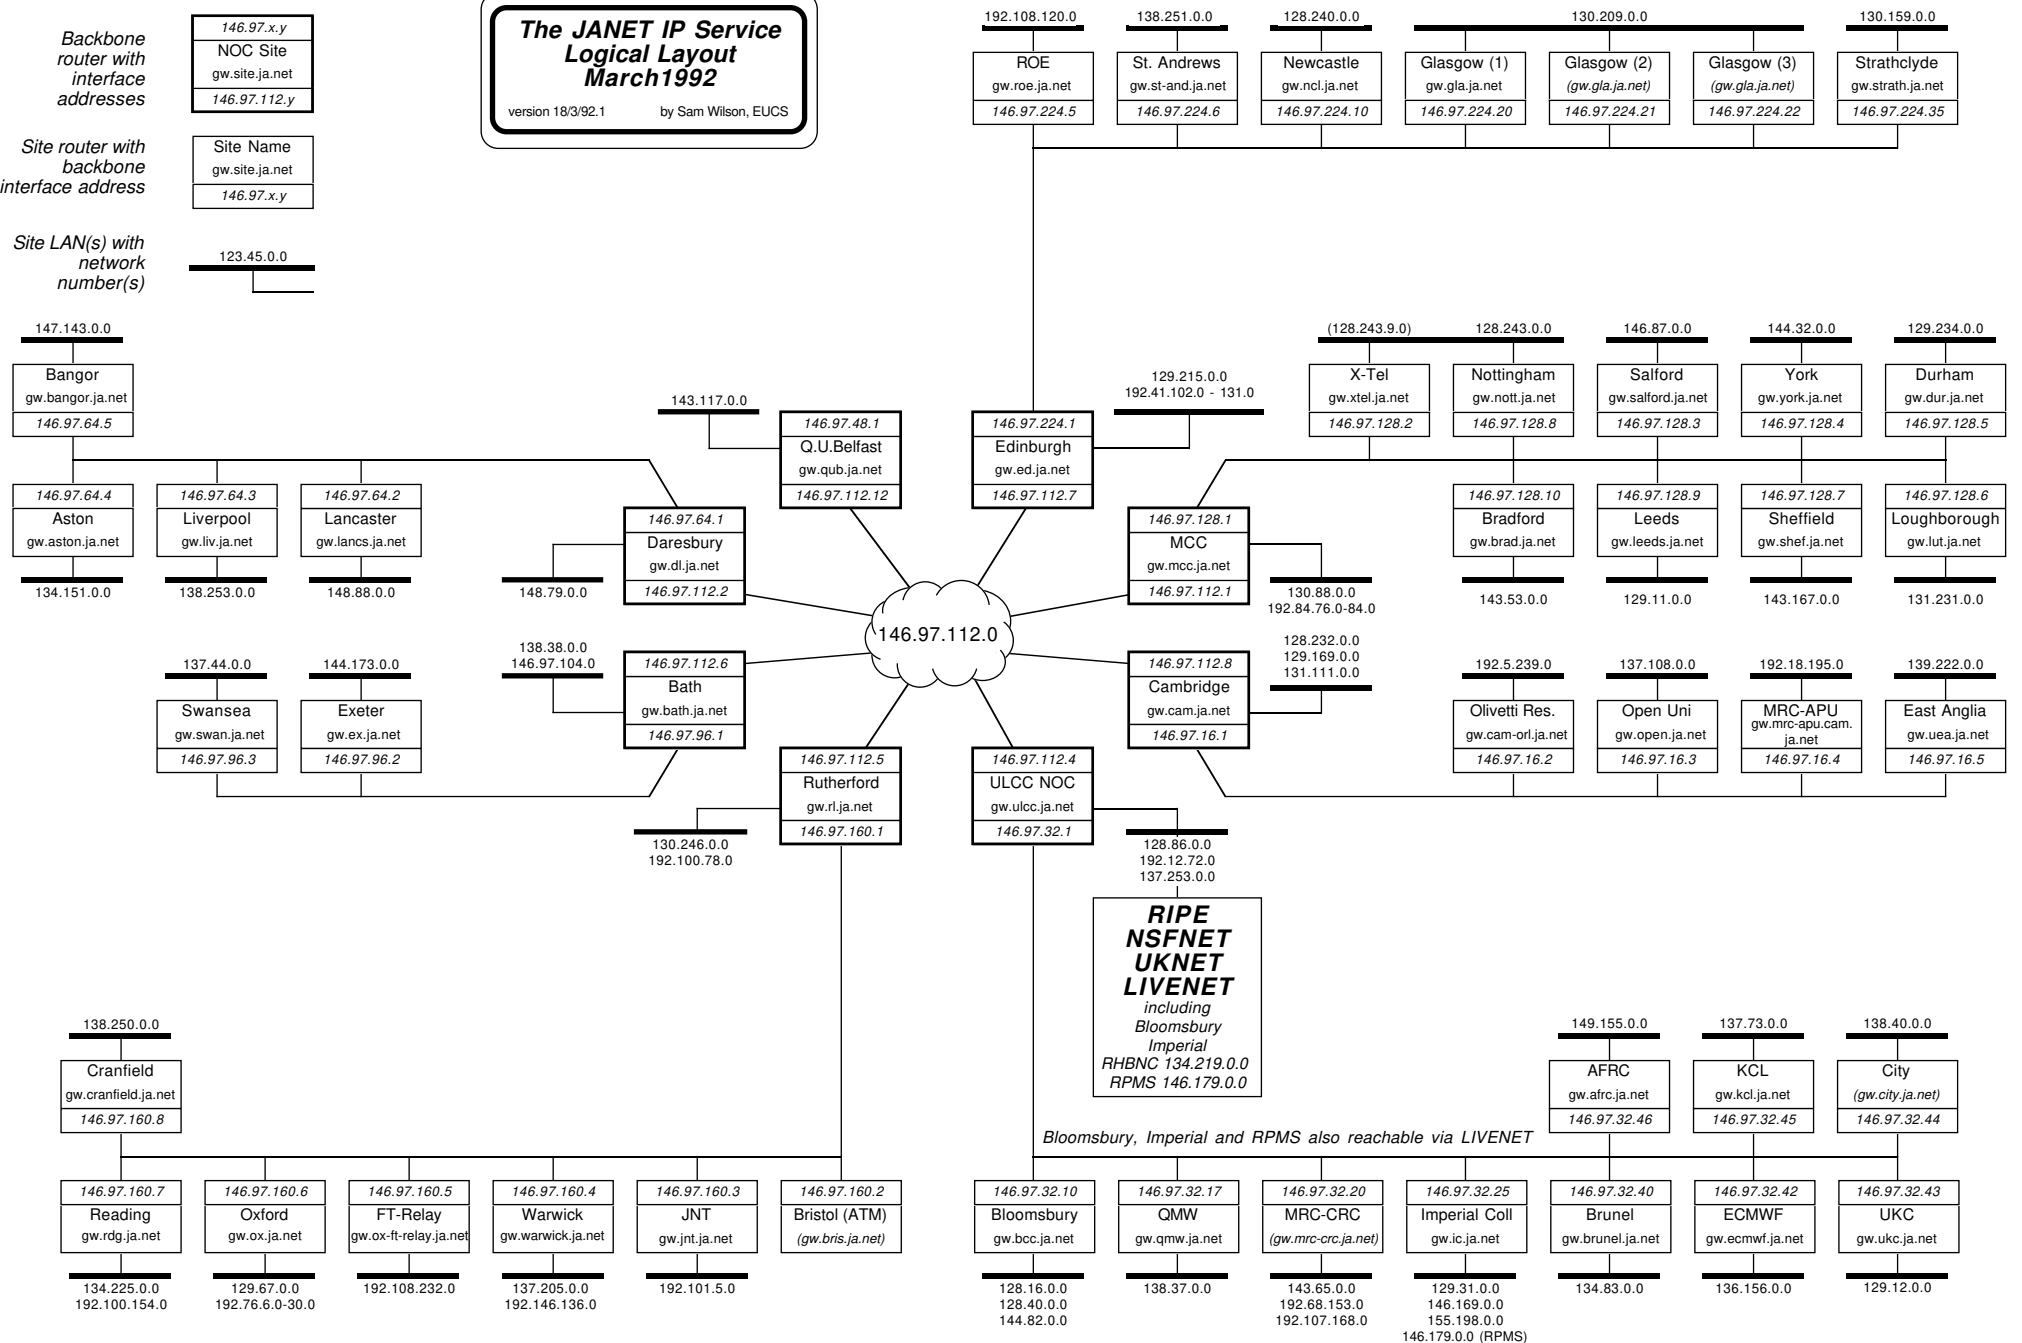 Backbone
router with
interface
addresses
146.97.x.y
NOC Site
gw.site.ja.net
146.97.112.y
Site router with
backbone
interface address
Site Name
gw.site.ja.net
146.97.x.y
Site LAN(s) with
network
number(s)
123.45.0.0
The JANET IP Service
Logical Layout
March1992
version 18/3/92.1 by Sam Wilson, EUCS
192.108.120.0
ROE
gw.roe.ja.net
146.97.224.5
138.251.0.0
St. Andrews
gw.st-and.ja.net
146.97.224.6
128.240.0.0
Newcastle
gw.ncl.ja.net
146.97.224.10
130.209.0.0
Glasgow (1)
gw.gla.ja.net
146.97.224.20
Glasgow (2)
(gw.gla.ja.net)
146.97.224.21
Glasgow (3)
(gw.gla.ja.net)
146.97.224.22
130.159.0.0
Strathclyde
gw.strath.ja.net
146.97.224.35
147.143.0.0
Bangor
gw.bangor.ja.net
146.97.64.5
146.97.64.4
Aston
gw.aston.ja.net
134.151.0.0
146.97.64.3
Liverpool
gw.liv.ja.net
138.253.0.0
146.97.64.2
Lancaster
gw.lancs.ja.net
148.88.0.0
146.97.64.1
Daresbury
gw.dl.ja.net
146.97.112.2
148.79.0.0
143.117.0.0
146.97.48.1
Q.U.Belfast
gw.qub.ja.net
146.97.112.12
146.97.224.1
Edinburgh
gw.ed.ja.net
146.97.112.7
129.215.0.0
192.41.102.0 - 131.0
146.97.128.1
MCC
gw.mcc.ja.net
146.97.112.1
130.88.0.0
192.84.76.0-84.0
(128.243.9.0)
X-Tel
gw.xtel.ja.net
146.97.128.2
128.243.0.0
Nottingham
gw.nott.ja.net
146.97.128.8
146.87.0.0
Salford
gw.salford.ja.net
146.97.128.3
144.32.0.0
York
gw.york.ja.net
146.97.128.4
129.234.0.0
Durham
gw.dur.ja.net
146.97.128.5
146.97.128.10
Bradford
gw.brad.ja.net
143.53.0.0
146.97.128.9
Leeds
gw.leeds.ja.net
129.11.0.0
146.97.128.7
Sheffield
gw.shef.ja.net
143.167.0.0
146.97.128.6
Loughborough
gw.lut.ja.net
131.231.0.0
146.97.112.0
137.44.0.0
Swansea
gw.swan.ja.net
146.97.96.3
144.173.0.0
Exeter
gw.ex.ja.net
146.97.96.2
138.38.0.0
146.97.104.0
146.97.112.6
Bath
gw.bath.ja.net
146.97.96.1
146.97.112.8
Cambridge
gw.cam.ja.net
146.97.16.1
128.232.0.0
129.169.0.0
131.111.0.0
192.5.239.0
Olivetti Res.
gw.cam-orl.ja.net
146.97.16.2
137.108.0.0
Open Uni
gw.open.ja.net
146.97.16.3
192.18.195.0
MRC-APU
gw.mrc-apu.cam.
ja.net
146.97.16.4
139.222.0.0
East Anglia
gw.uea.ja.net
146.97.16.5
146.97.112.5
Rutherford
gw.rl.ja.net
146.97.160.1
130.246.0.0
192.100.78.0
146.97.112.4
ULCC NOC
gw.ulcc.ja.net
146.97.32.1
128.86.0.0
192.12.72.0
137.253.0.0
RIPE
NSFNET
UKNET
LIVENET
including
Bloomsbury
Imperial
RHBNC 134.219.0.0
RPMS 146.179.0.0
138.250.0.0
Cranfield
gw.cranfield.ja.net
146.97.160.8
146.97.160.7
Reading
gw.rdg.ja.net
134.225.0.0
192.100.154.0
146.97.160.6
Oxford
gw.ox.ja.net
129.67.0.0
192.76.6.0-30.0
146.97.160.5
FT-Relay
gw.ox-ft-relay.ja.net
192.108.232.0
146.97.160.4
Warwick
gw.warwick.ja.net
137.205.0.0
192.146.136.0
146.97.160.3
JNT
gw.jnt.ja.net
192.101.5.0
146.97.160.2
Bristol (ATM)
(gw.bris.ja.net)
149.155.0.0
AFRC
gw.afrc.ja.net
146.97.32.46
137.73.0.0
KCL
gw.kcl.ja.net
146.97.32.45
138.40.0.0
City
(gw.city.ja.net)
146.97.32.44
Bloomsbury, Imperial and RPMS also reachable via LIVENET
146.97.32.10
Bloomsbury
gw.bcc.ja.net
128.16.0.0
128.40.0.0
144.82.0.0
146.97.32.17
QMW
gw.qmw.ja.net
138.37.0.0
146.97.32.20
MRC-CRC
(gw.mrc-crc.ja.net)
143.65.0.0
192.68.153.0
192.107.168.0
146.97.32.25
Imperial Coll
gw.ic.ja.net
129.31.0.0
146.169.0.0
155.198.0.0
146.179.0.0 (RPMS)
146.97.32.40
Brunel
gw.brunel.ja.net
134.83.0.0
146.97.32.42
ECMWF
gw.ecmwf.ja.net
136.156.0.0
146.97.32.43
UKC
gw.ukc.ja.net
129.12.0.0